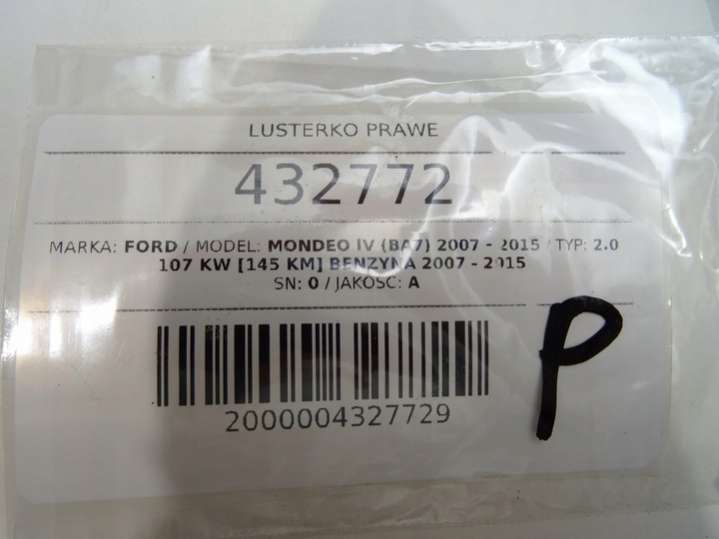 LUSTERKO PRAWE
432772
MARKA: FORD / MODEL: MONDEO IV (BA7) 2007 - 2015 / TYP: 2.0
107 KW [145 KM] BENZYNA 2007 - 2015
SN: 0 / JAKOŚĆ: A
2000004327729
P